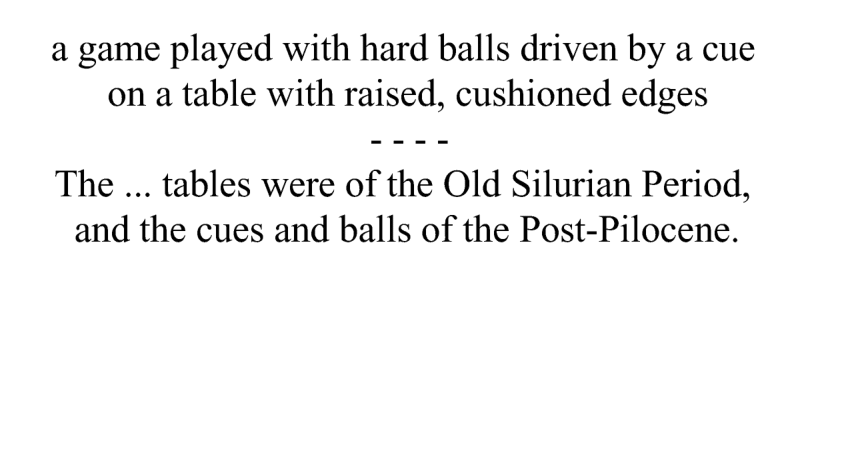 a game played with hard balls driven by a cue
on a table with raised, cushioned edges
- - - -
The ... tables were of the Old Silurian Period,
and the cues and balls of the Post-Pilocene.